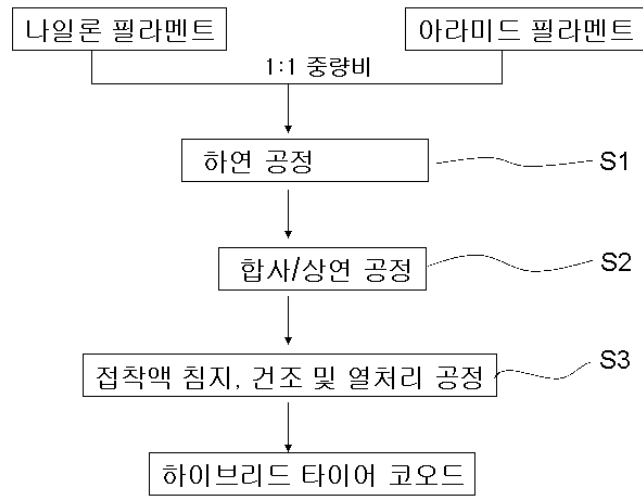 나일론 필라멘트
아라미드 필라멘트
1:1 중량비
하연 공정
S1
합사/상연 공정
S2
접착액 침지, 건조 및 열처리 공정
S3
하이브리드 타이어 코오드